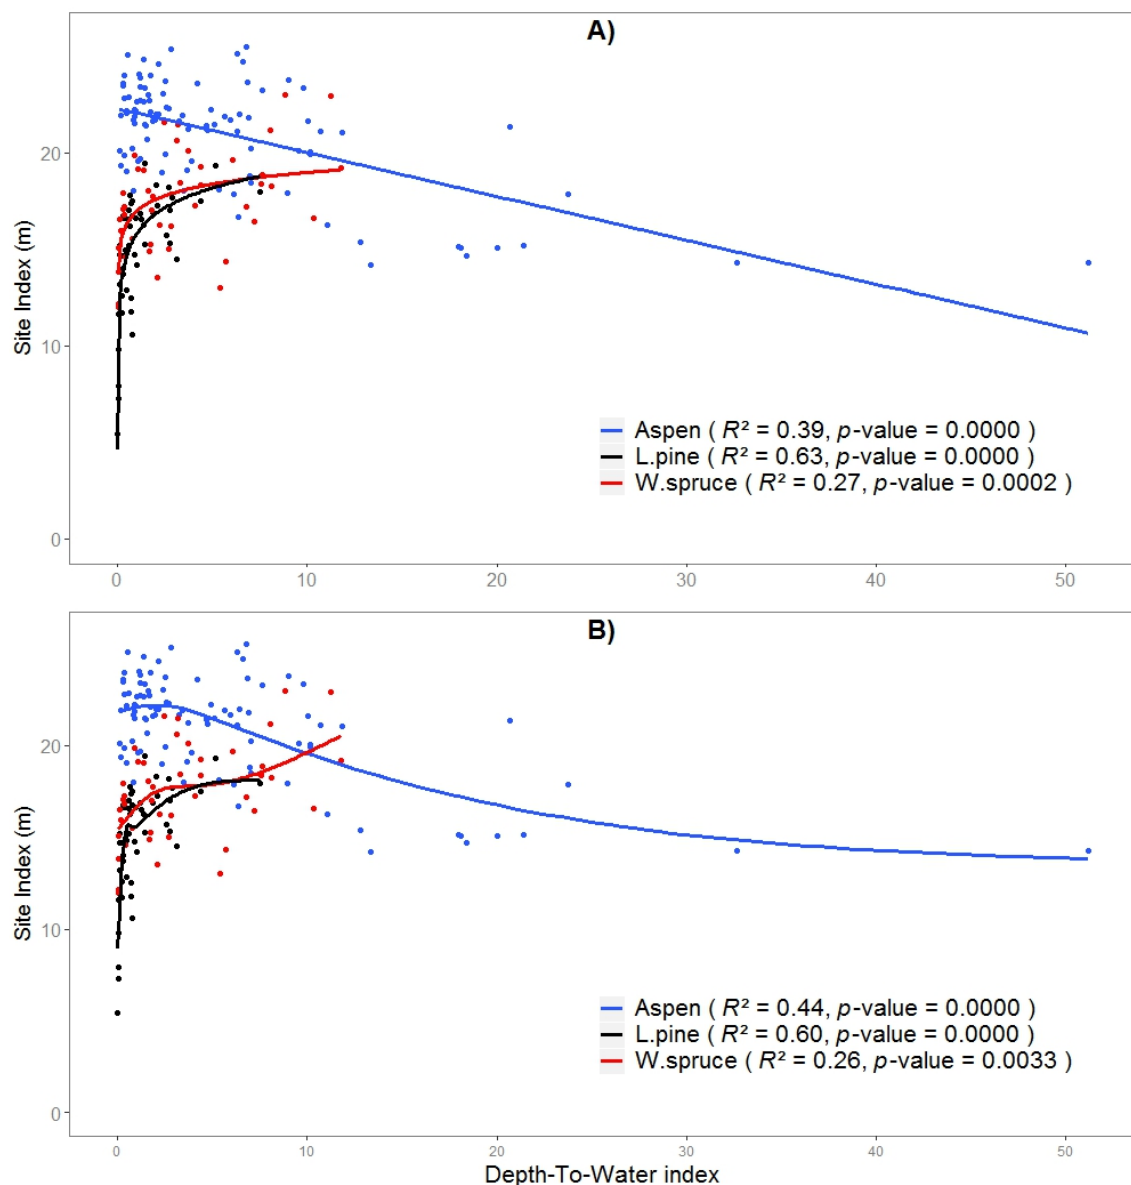 A)
Site Index (m)
20
10
0
Aspen ( R² = 0.39, p-value = 0.0000 )
L.pine ( R² = 0.63, p-value = 0.0000 )
W.spruce ( R² = 0.27, p-value = 0.0002 )
0 10 20 30 40 50
B)
Site Index (m)
20
10
0
Aspen ( R² = 0.44, p-value = 0.0000 )
L.pine ( R² = 0.60, p-value = 0.0000 )
W.spruce ( R² = 0.26, p-value = 0.0033 )
0 10 20 30 40 50
Depth-To-Water index